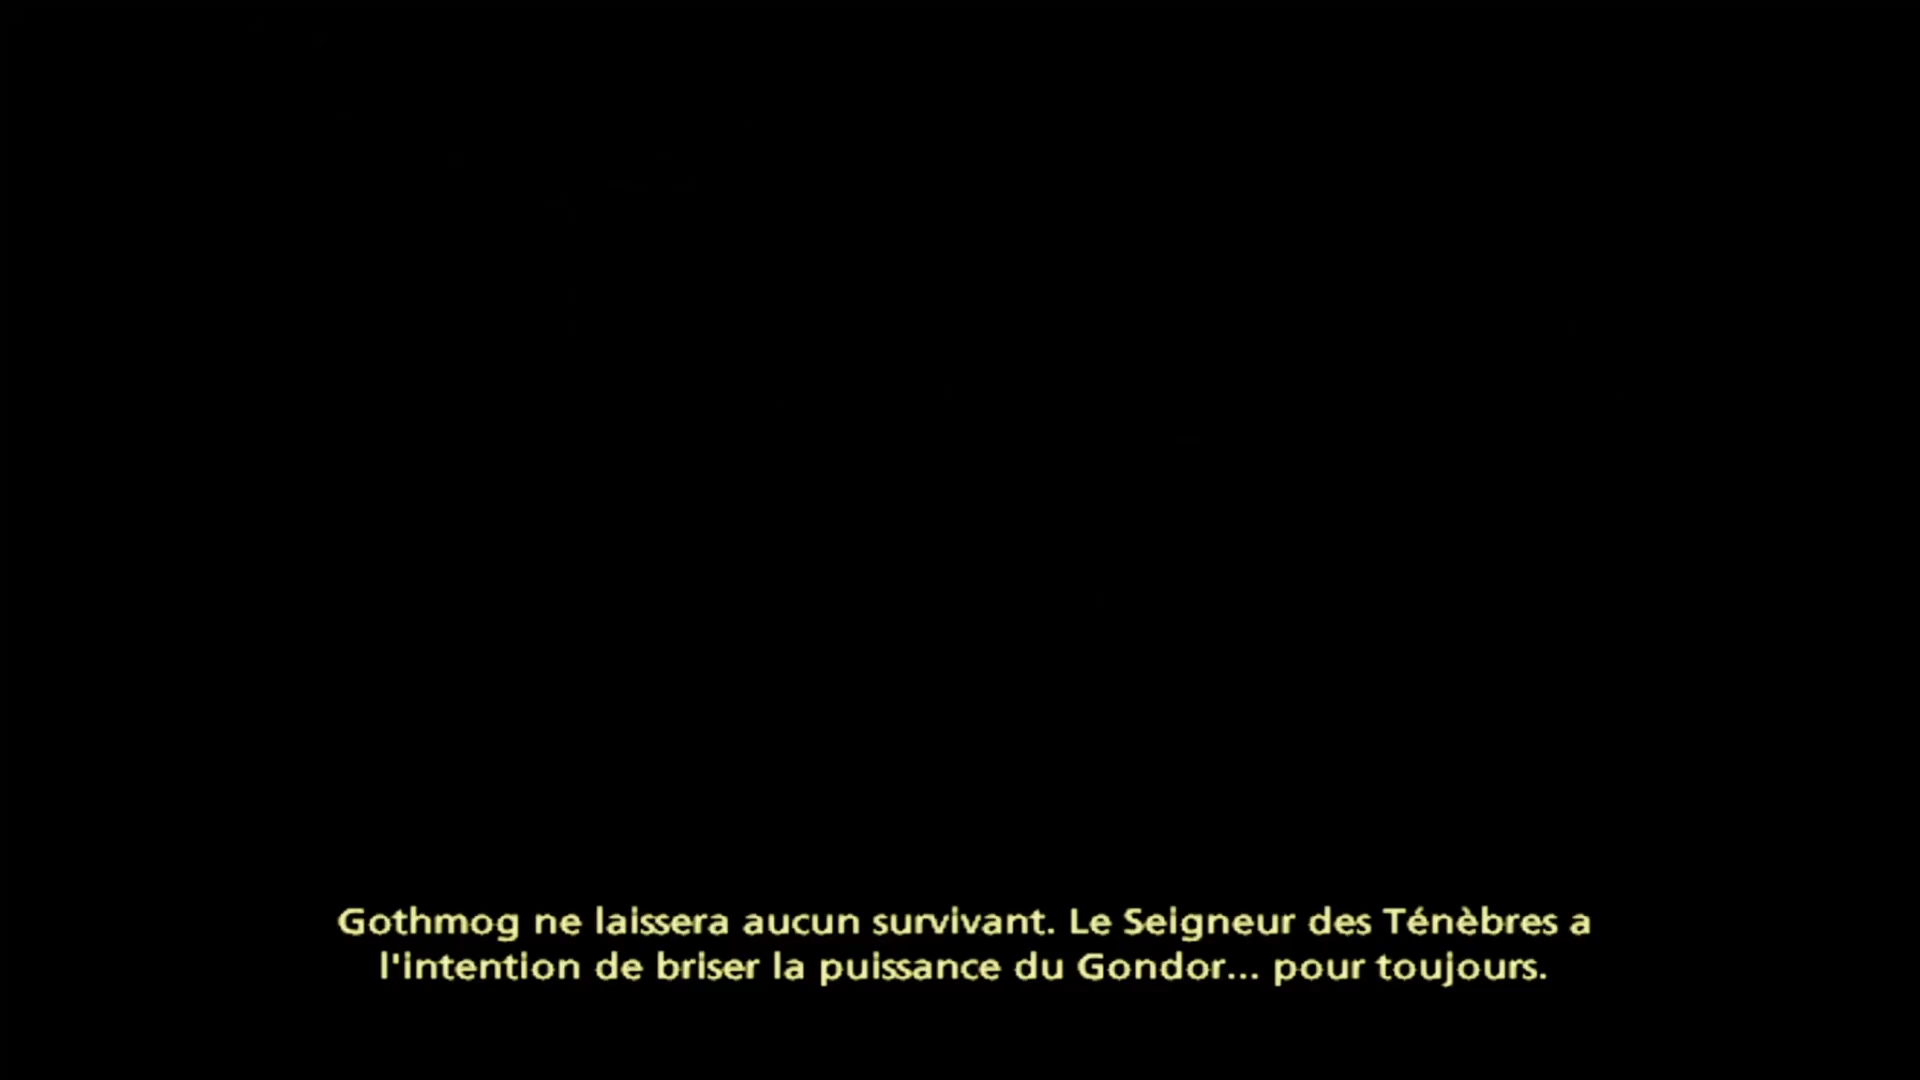 Gothmog ne laissera aucun survivant. Le Seigneur des Ténèbres a
l'intention de briser la puissance du Gondor... pour toujours.